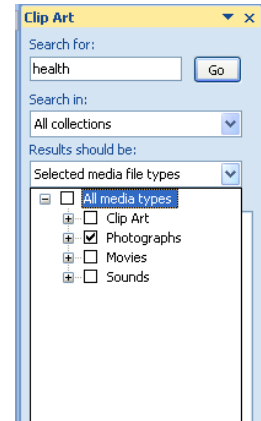 Clip Art
Search for:
health Go
Search in:
All collections
Results should be:
Selected media file types
All media types
Clip Art
Photographs
Movies
Sounds